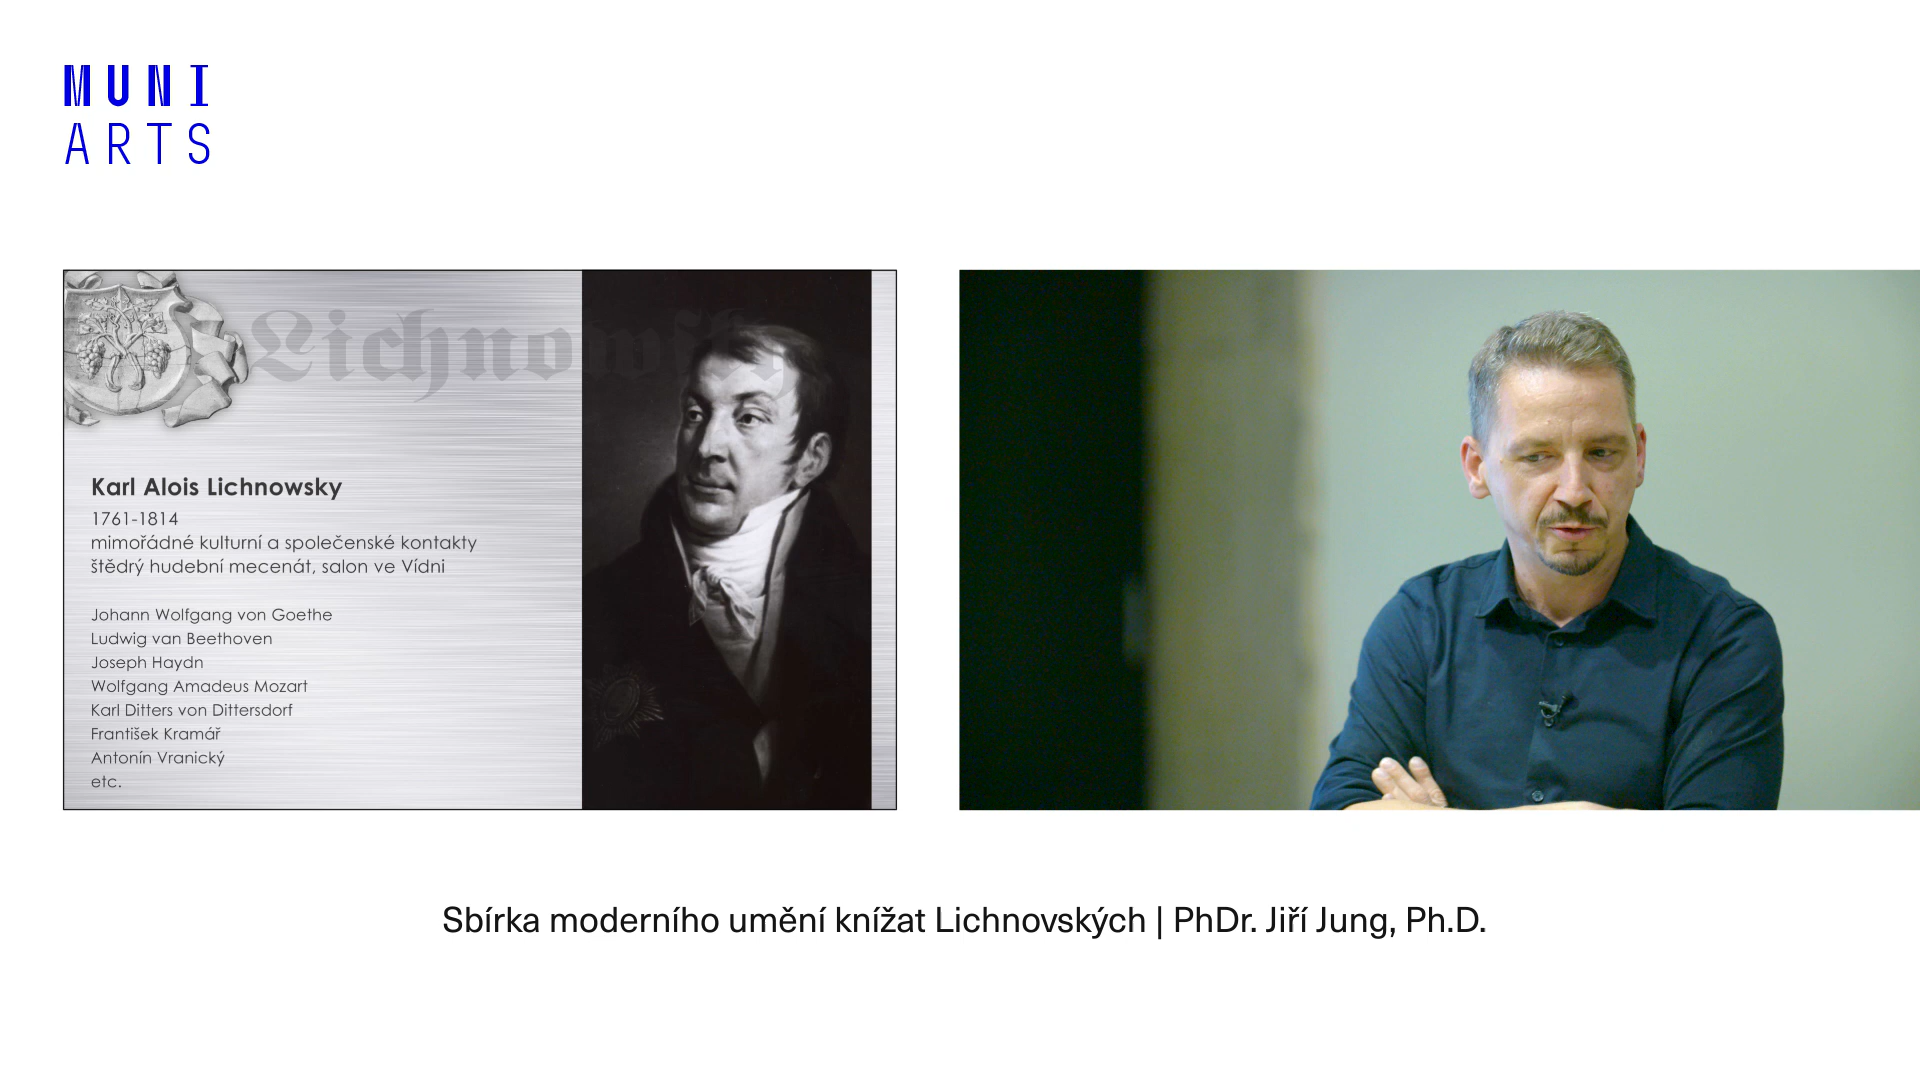 MUNI
ARTS
Lichnowsky
Karl Alois Lichnowsky
1761-1814
mimořádné kulturní a společenské kontakty
štědrý hudební mecenát, salon ve Vídni
Johann Wolfgang von Goethe
Ludwig van Beethoven
Joseph Haydn
Wolfgang Amadeus Mozart
Karl Ditters von Dittersdorf
František Kramář
Antonín Vranický
etc.
Sbírka moderního umění knížat Lichnovských | PhDr. Jiří Jung, Ph.D.